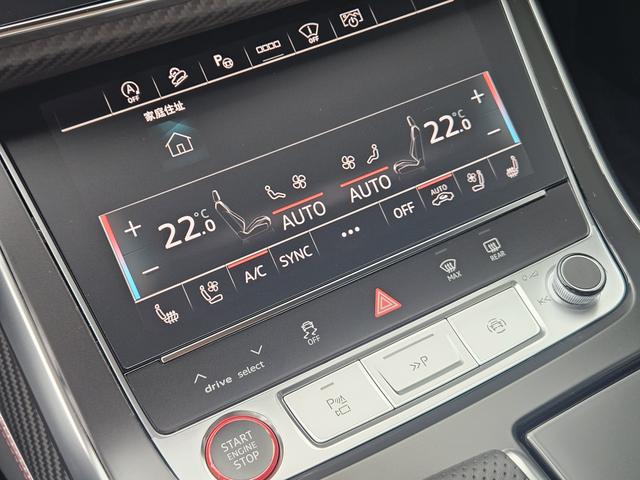 OFF
P
OFF
家庭住址
22.0 °C
AUTO
AUTO
22.0 °C
A/C
SYNC
•••
OFF
AUTO
MAX
REAR
OFF
drive select
P
P
START
ENGINE
STOP